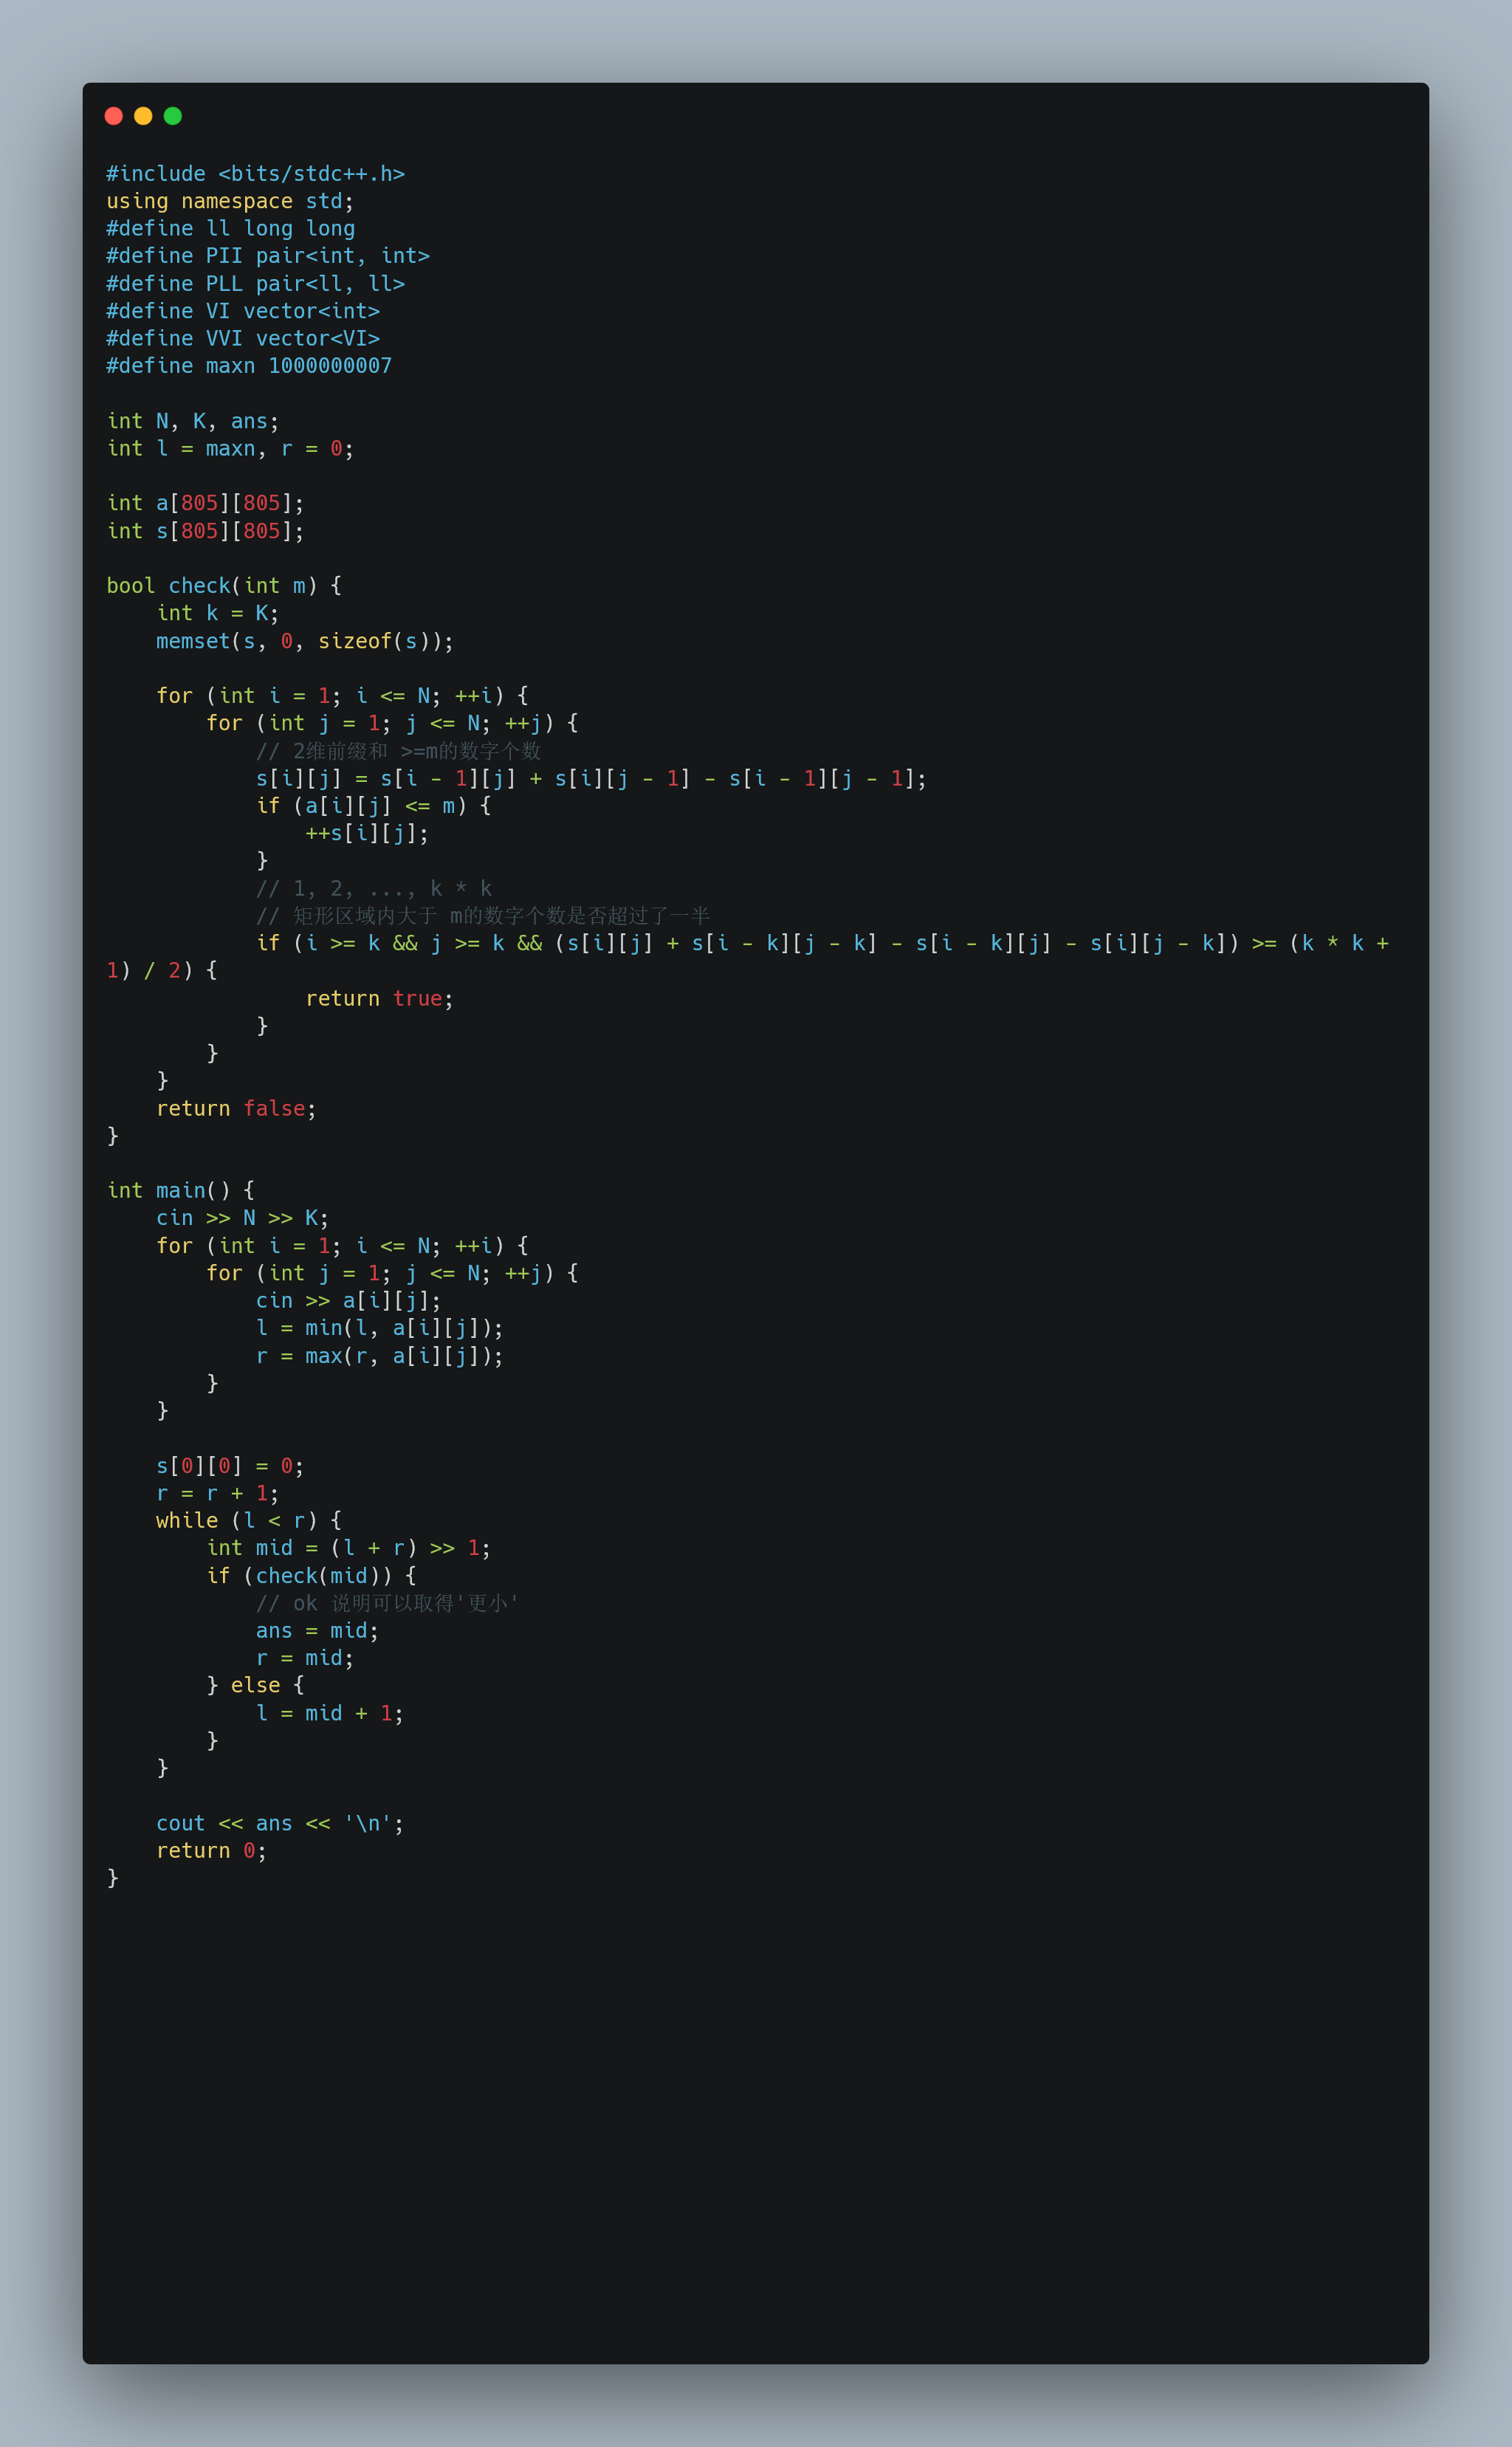 #include <bits/stdc++.h>
using namespace std;
#define ll long long
#define PII pair<int, int>
#define PLL pair<ll, ll>
#define VI vector<int>
#define VVI vector<VI>
#define maxn 1000000007

int N, K, ans;
int l = maxn, r = 0;

int a[805][805];
int s[805][805];

bool check(int m) {
    int k = K;
    memset(s, 0, sizeof(s));

    for (int i = 1; i <= N; ++i) {
        for (int j = 1; j <= N; ++j) {
            // 2维前缀和 >=m的数字个数
            s[i][j] = s[i - 1][j] + s[i][j - 1] - s[i - 1][j - 1];
            if (a[i][j] <= m) {
                ++s[i][j];
            }
            // 1, 2, ..., k * k
            // 矩形区域内大于 m的数字个数是否超过了一半
            if (i >= k && j >= k && (s[i][j] + s[i - k][j - k] - s[i - k][j] - s[i][j - k]) >= (k * k +
1) / 2) {
                return true;
            }
        }
    }
    return false;
}

int main() {
    cin >> N >> K;
    for (int i = 1; i <= N; ++i) {
        for (int j = 1; j <= N; ++j) {
            cin >> a[i][j];
            l = min(l, a[i][j]);
            r = max(r, a[i][j]);
        }
    }

    s[0][0] = 0;
    r = r + 1;
    while (l < r) {
        int mid = (l + r) >> 1;
        if (check(mid)) {
            // ok 说明可以取得'更小'
            ans = mid;
            r = mid;
        } else {
            l = mid + 1;
        }
    }

    cout << ans << '\n';
    return 0;
}